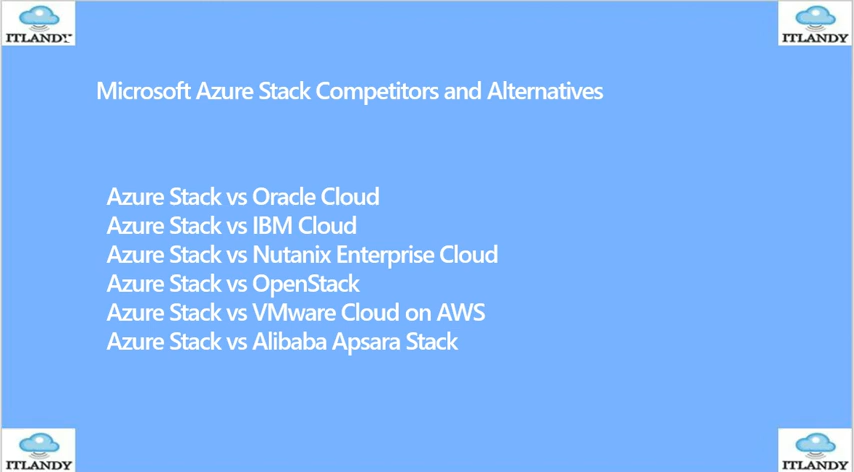 ITLANDY
ITLANDY
Microsoft Azure Stack Competitors and Alternatives
Azure Stack vs Oracle Cloud
Azure Stack vs IBM Cloud
Azure Stack vs Nutanix Enterprise Cloud
Azure Stack vs OpenStack
Azure Stack vs VMware Cloud on AWS
Azure Stack vs Alibaba Apsara Stack
ITLANDY
ITLANDY